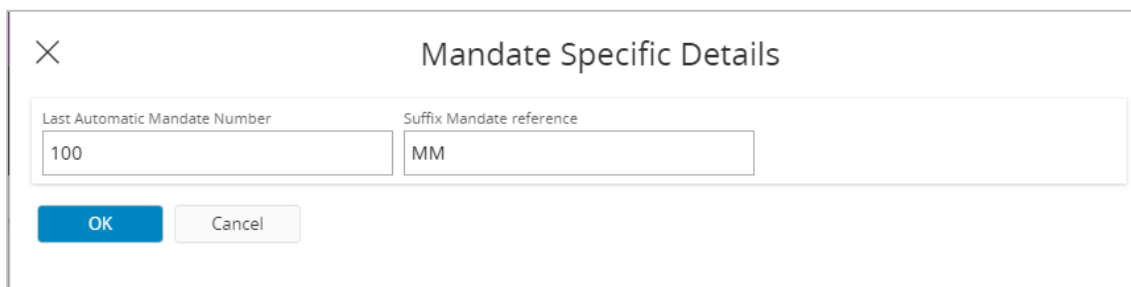 Mandate Specific Details
Last Automatic Mandate Number
Suffix Mandate reference
100
MM
OK
Cancel